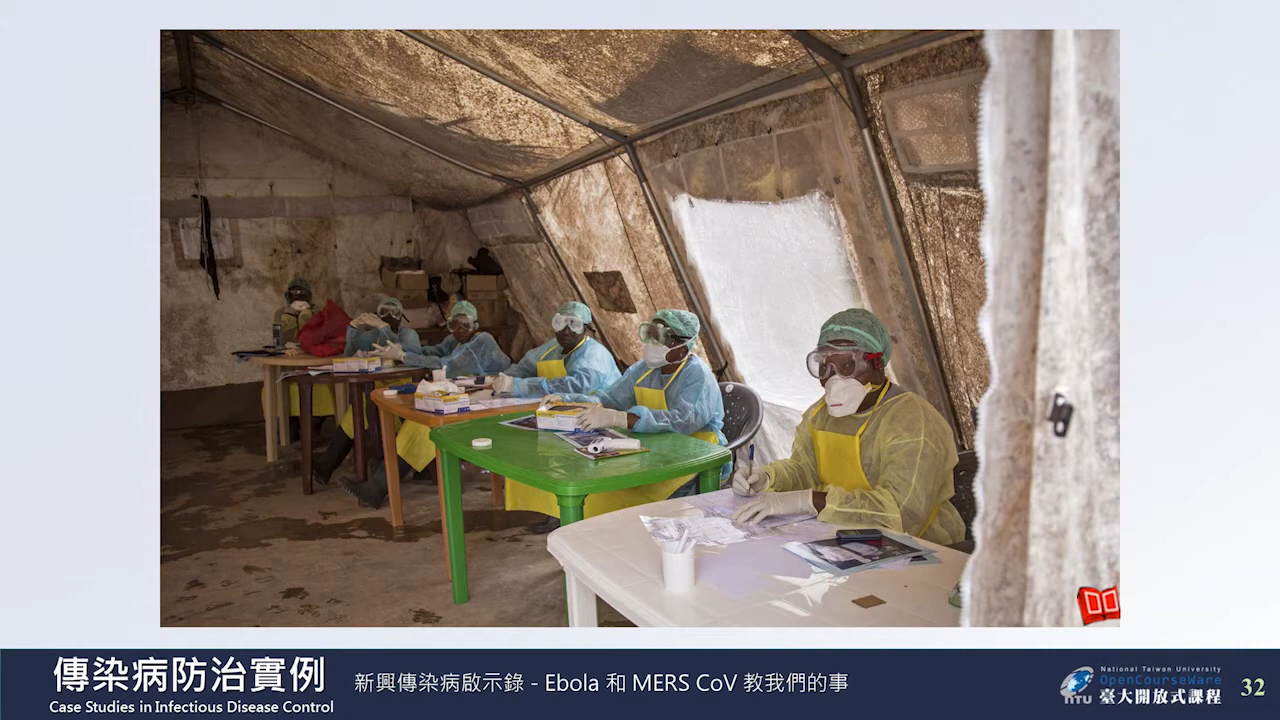 傳染病防治實例
Case Studies in Infectious Disease Control
新興傳染病啟示錄 - Ebola 和 MERS CoV 教我們的事
National Taiwan University
OpenCourseWare
NTU 臺大開放式課程
32